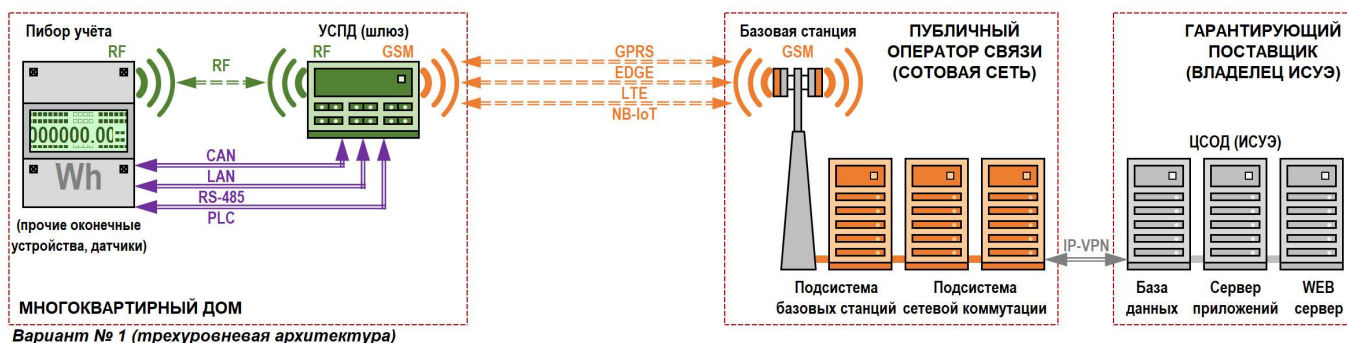 Пибор учёта
RF
УСПД (шлюз)
RF
GSM
RF
000000.00
Wh
CAN
LAN
RS-485
PLC
(прочие оконечные
устройства, датчики)
МНОГОКВАРТИРНЫЙ ДОМ
GPRS
EDGE
LTE
NB-IoT
Базовая станция
GSM
ПУБЛИЧНЫЙ
ОПЕРАТОР СВЯЗИ
(СОТОВАЯ СЕТЬ)
Подсистема
базовых станций
Подсистема
сетевой коммутации
IP-VPN
ГАРАНТИРУЮЩИЙ
ПОСТАВЩИК
(ВЛАДЕЛЕЦ ИСУЭ)
ЦСОД (ИСУЭ)
База
данных
Сервер
приложений
WEB
сервер
Вариант № 1 (трехуровневая архитектура)